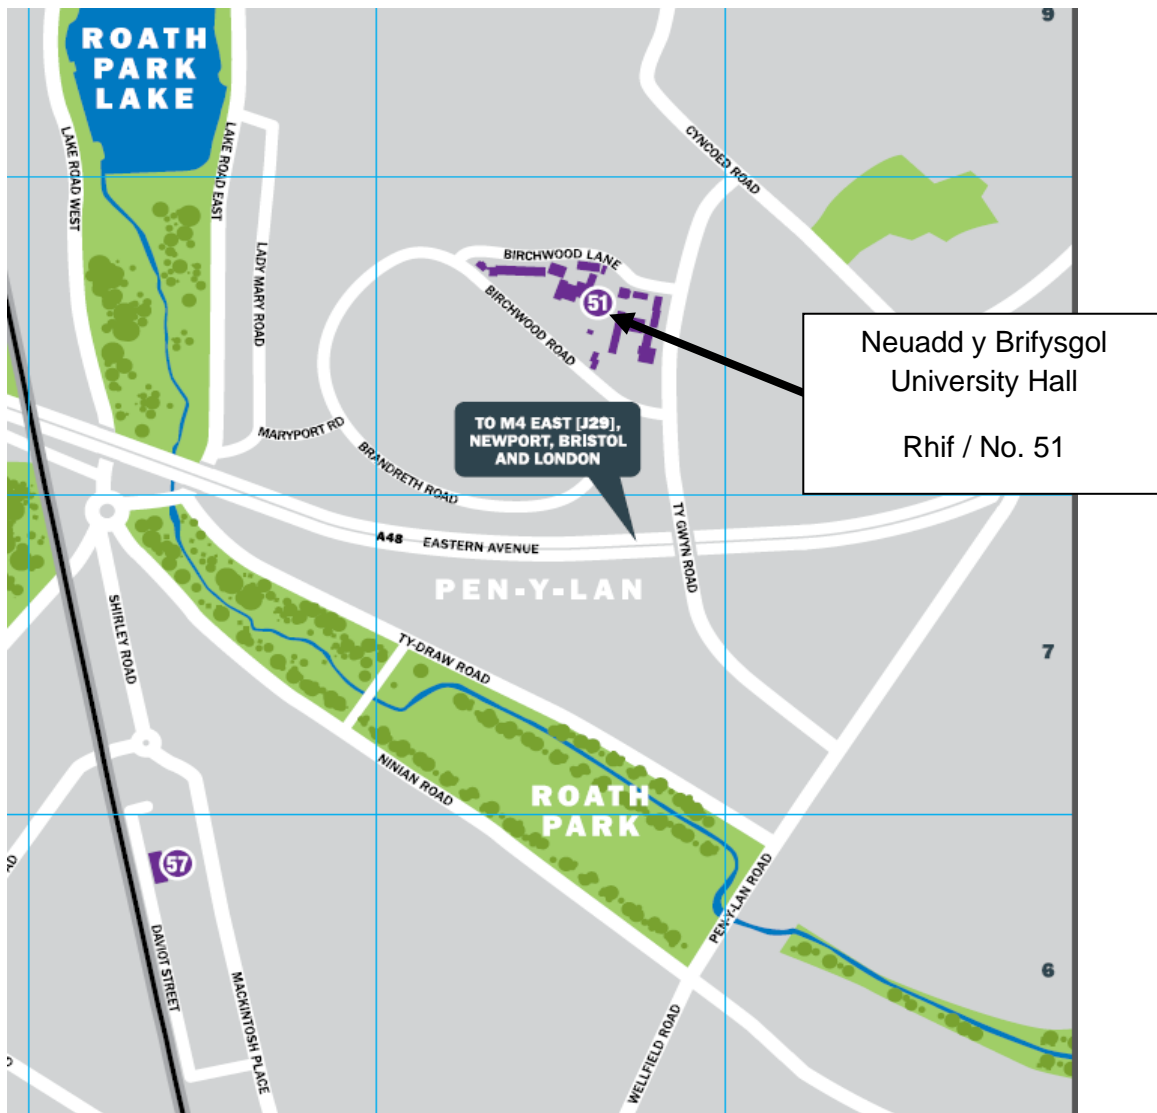 9
ROATH
PARK
LAKE
LAKE ROAD WEST
LAKE ROAD EAST
LADY MARY ROAD
CYNCOED ROAD
BIRCHWOOD LANE
BIRCHWOOD ROAD
51
Neuadd y Brifysgol
University Hall
Rhif / No. 51
MARYPORT RD
BRANDRETH ROAD
TO M4 EAST [J29],
NEWPORT, BRISTOL
AND LONDON
A48 EASTERN AVENUE
TY GWYN ROAD
PEN-Y-LAN
SHIRLEY ROAD
TY-DRAW ROAD
7
NINIAN ROAD
ROATH
PARK
57
PEN-Y-LAN ROAD
DAVIOT STREET
MACKINTOSH PLACE
6
WELLFIELD ROAD